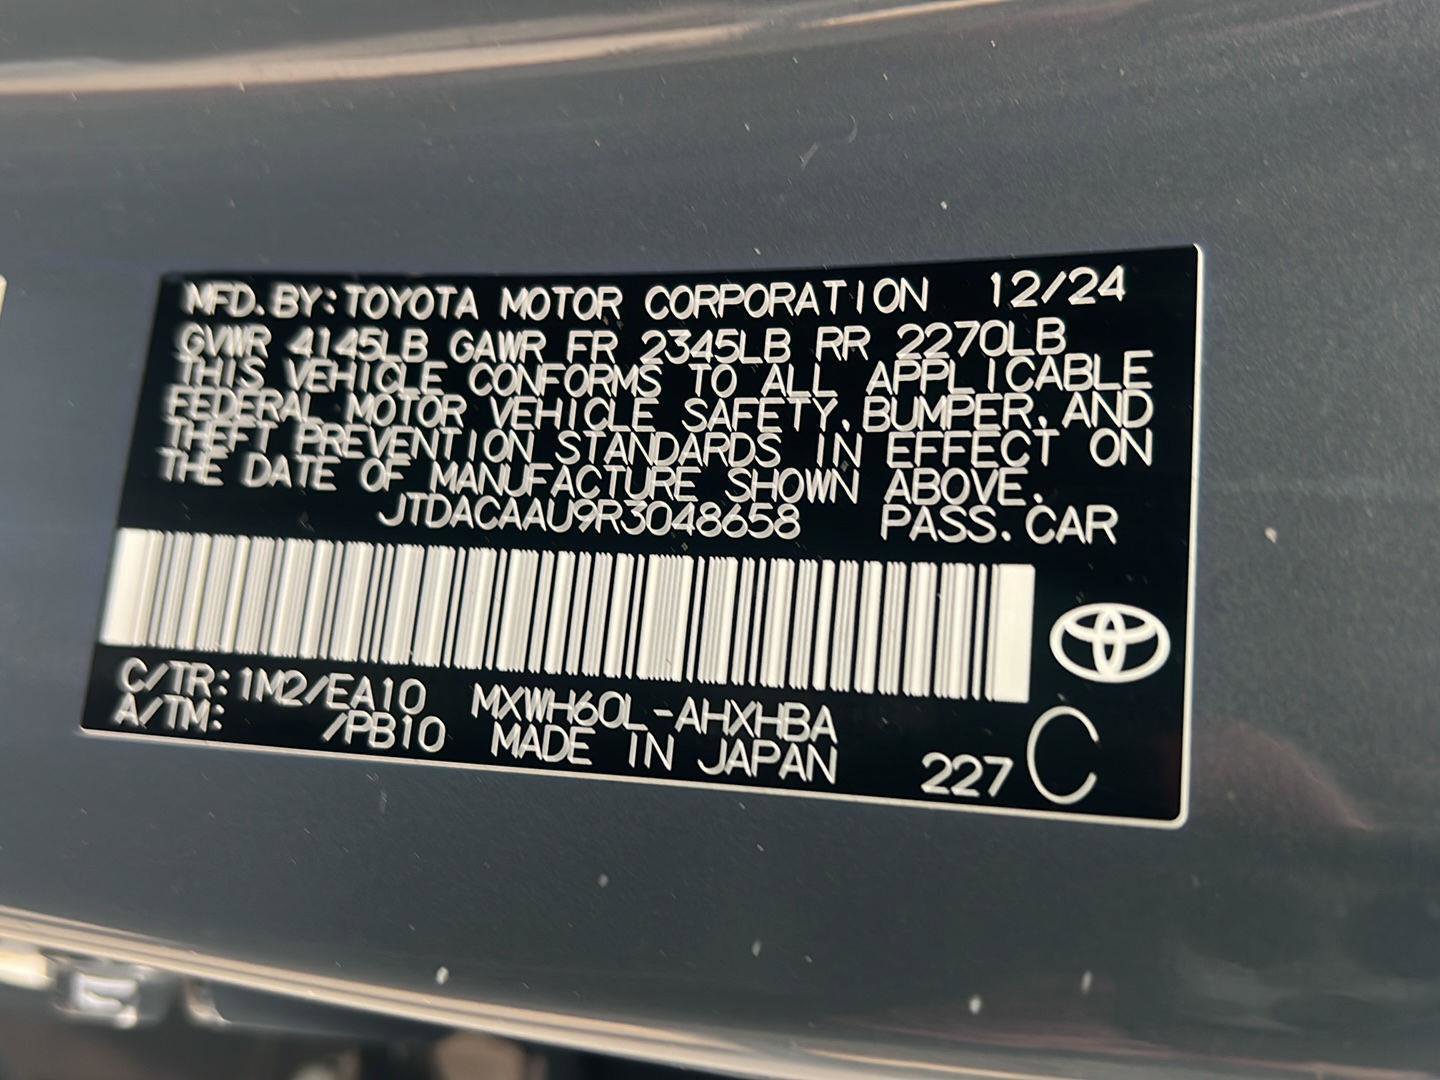 MFD.BY:TOYOTA MOTOR CORPORATION 12/24
GVWR 4145LB GAWR FR 2345LB RR 2270LB
THIS VEHICLE CONFORMS TO ALL APPLICABLE
FEDERAL MOTOR VEHICLE SAFETY,BUMPER,AND
THEFT PREVENTION STANDARDS IN EFFECT ON
THE DATE OF MANUFACTURE SHOWN ABOVE.
JTDACAAU9R3048658 PASS.CAR
C/TR:1M2/EA10 MXWH60L-AHXHBA
A/TM: /PB10 MADE IN JAPAN 227 C